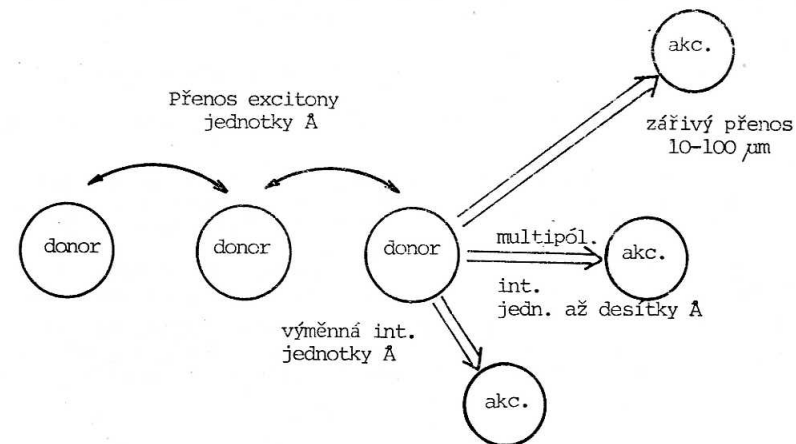 akc.
Přenos excitony
jednotky Å
zářivý přenos
10-100 µm
donor
donor
donor
multipól.
akc.
int.
jedn. až desítky Å
výměnná int.
jednotky Å
akc.